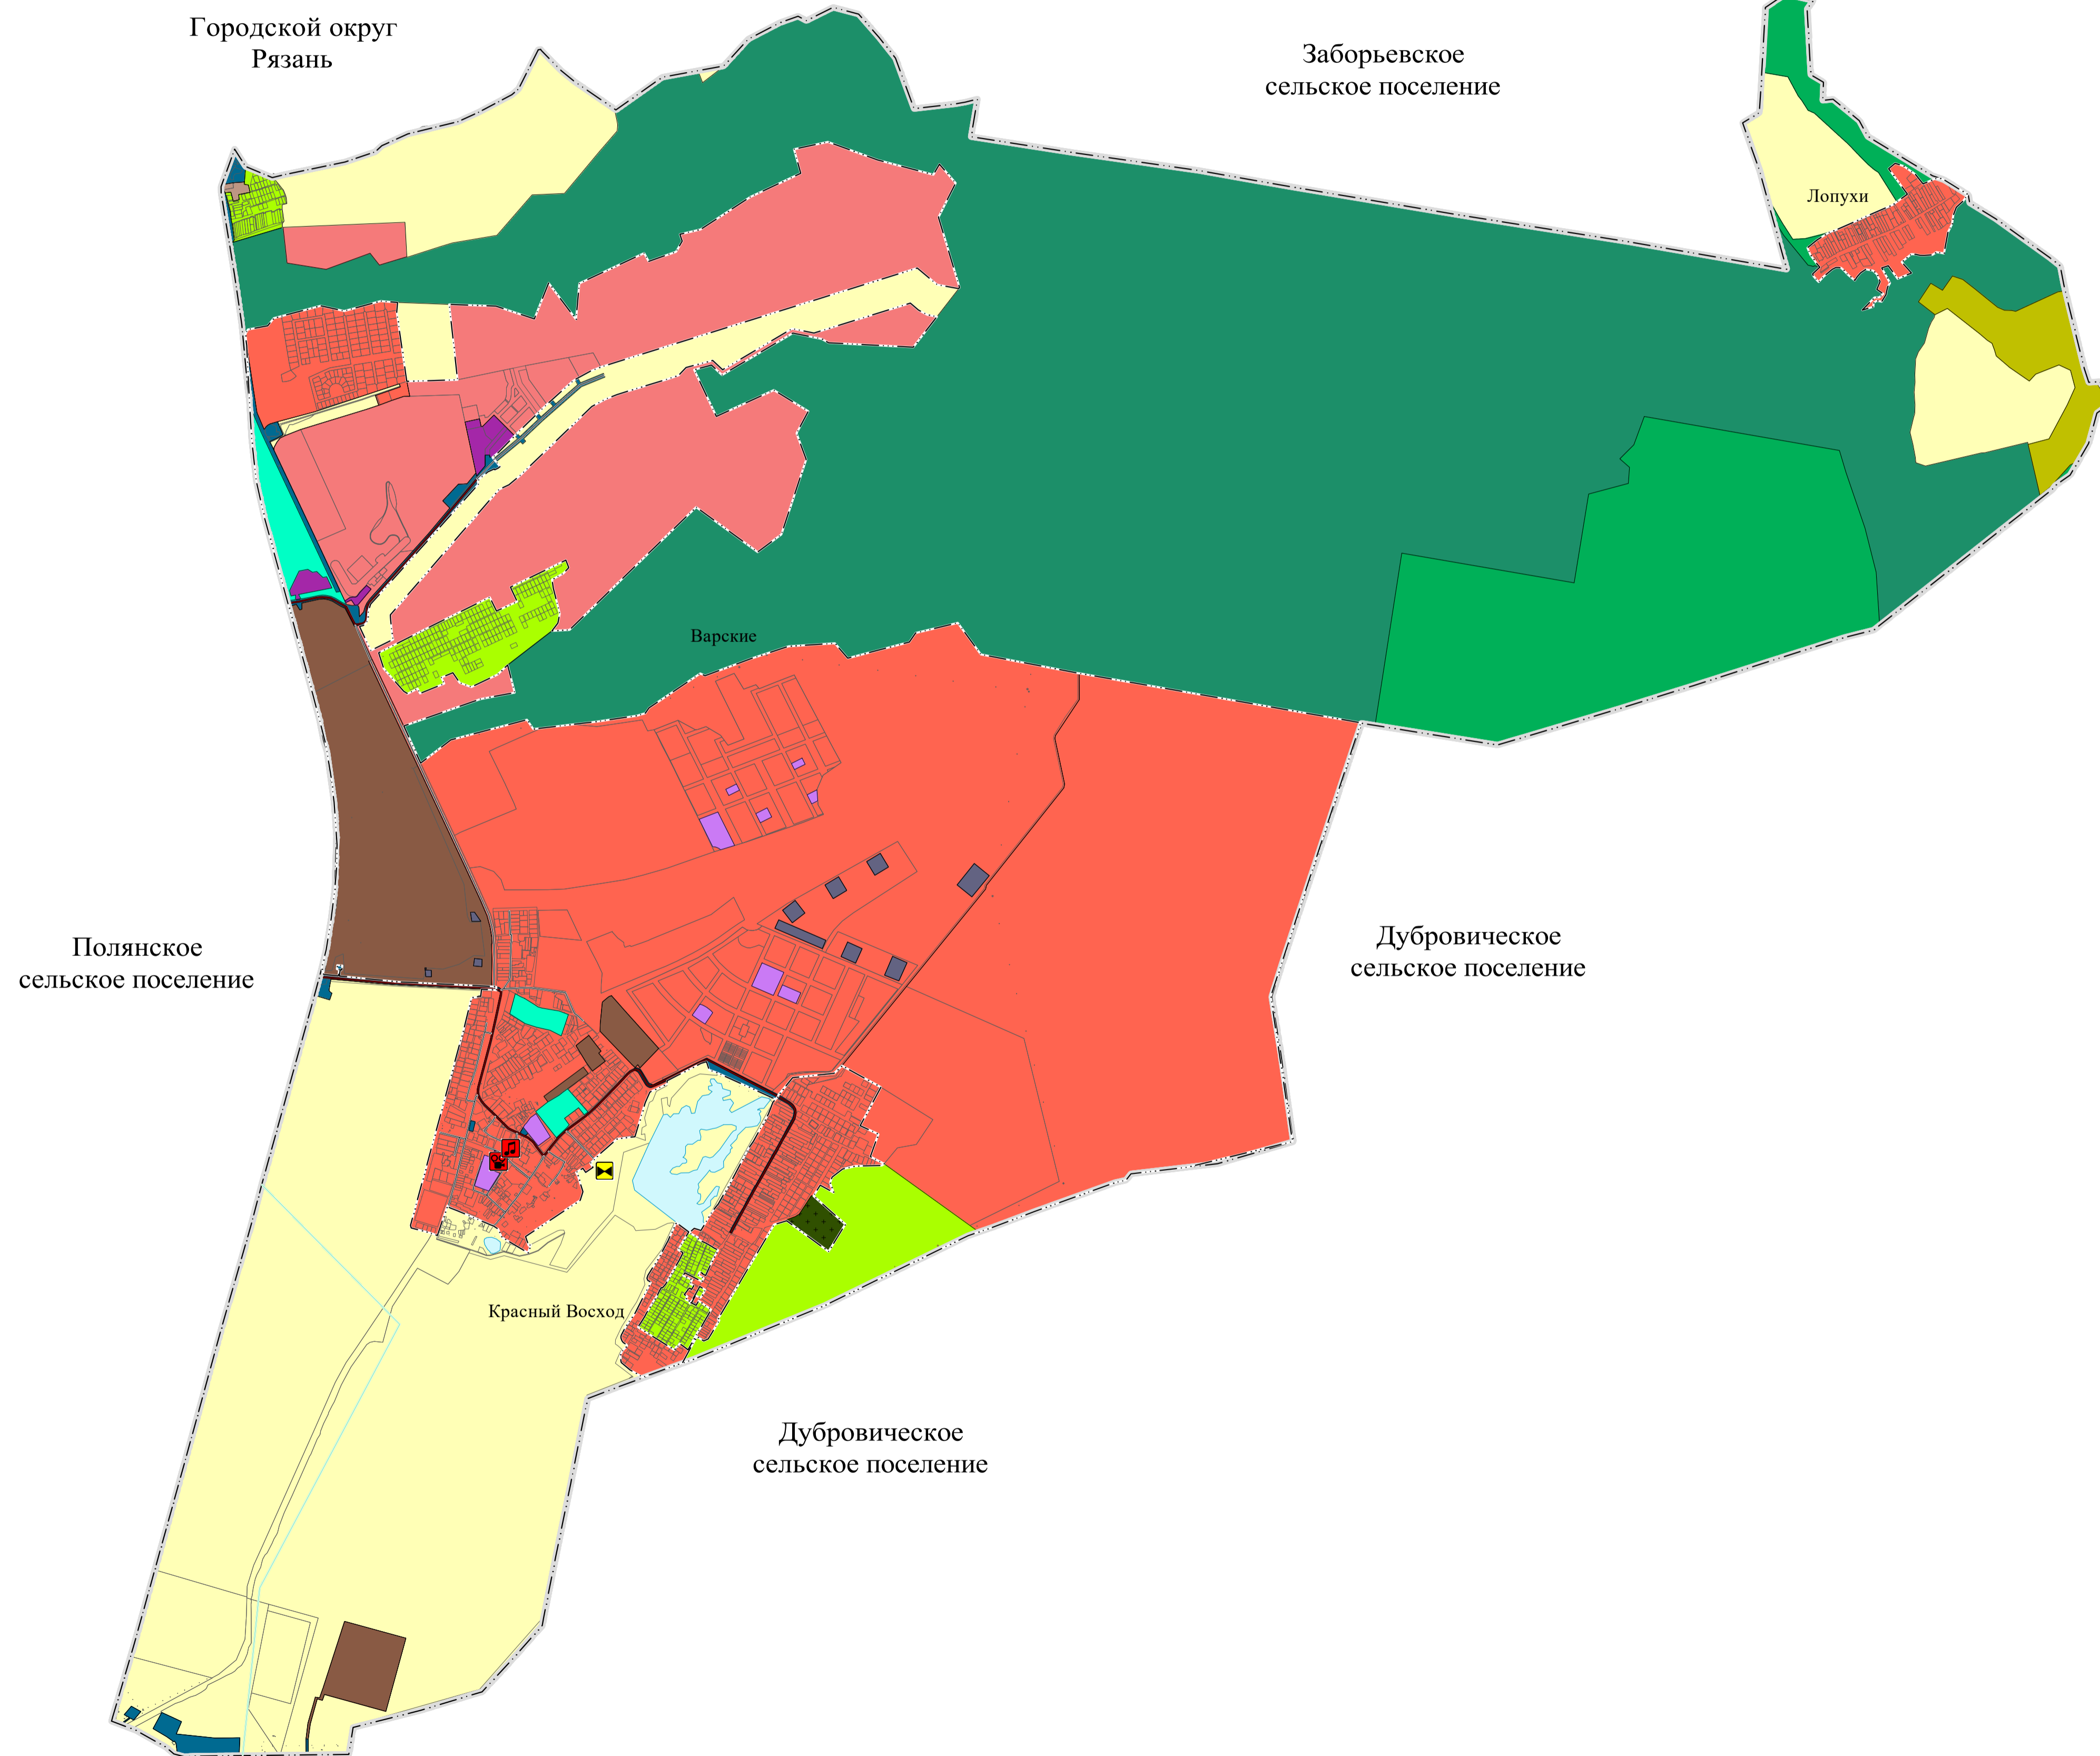 Городской округ
Рязань
Заборьевское
сельское поселение
Лопухи
Варские
Полянское
сельское поселение
Дубровическое
сельское поселение
Красный Восход
Дубровическое
сельское поселение